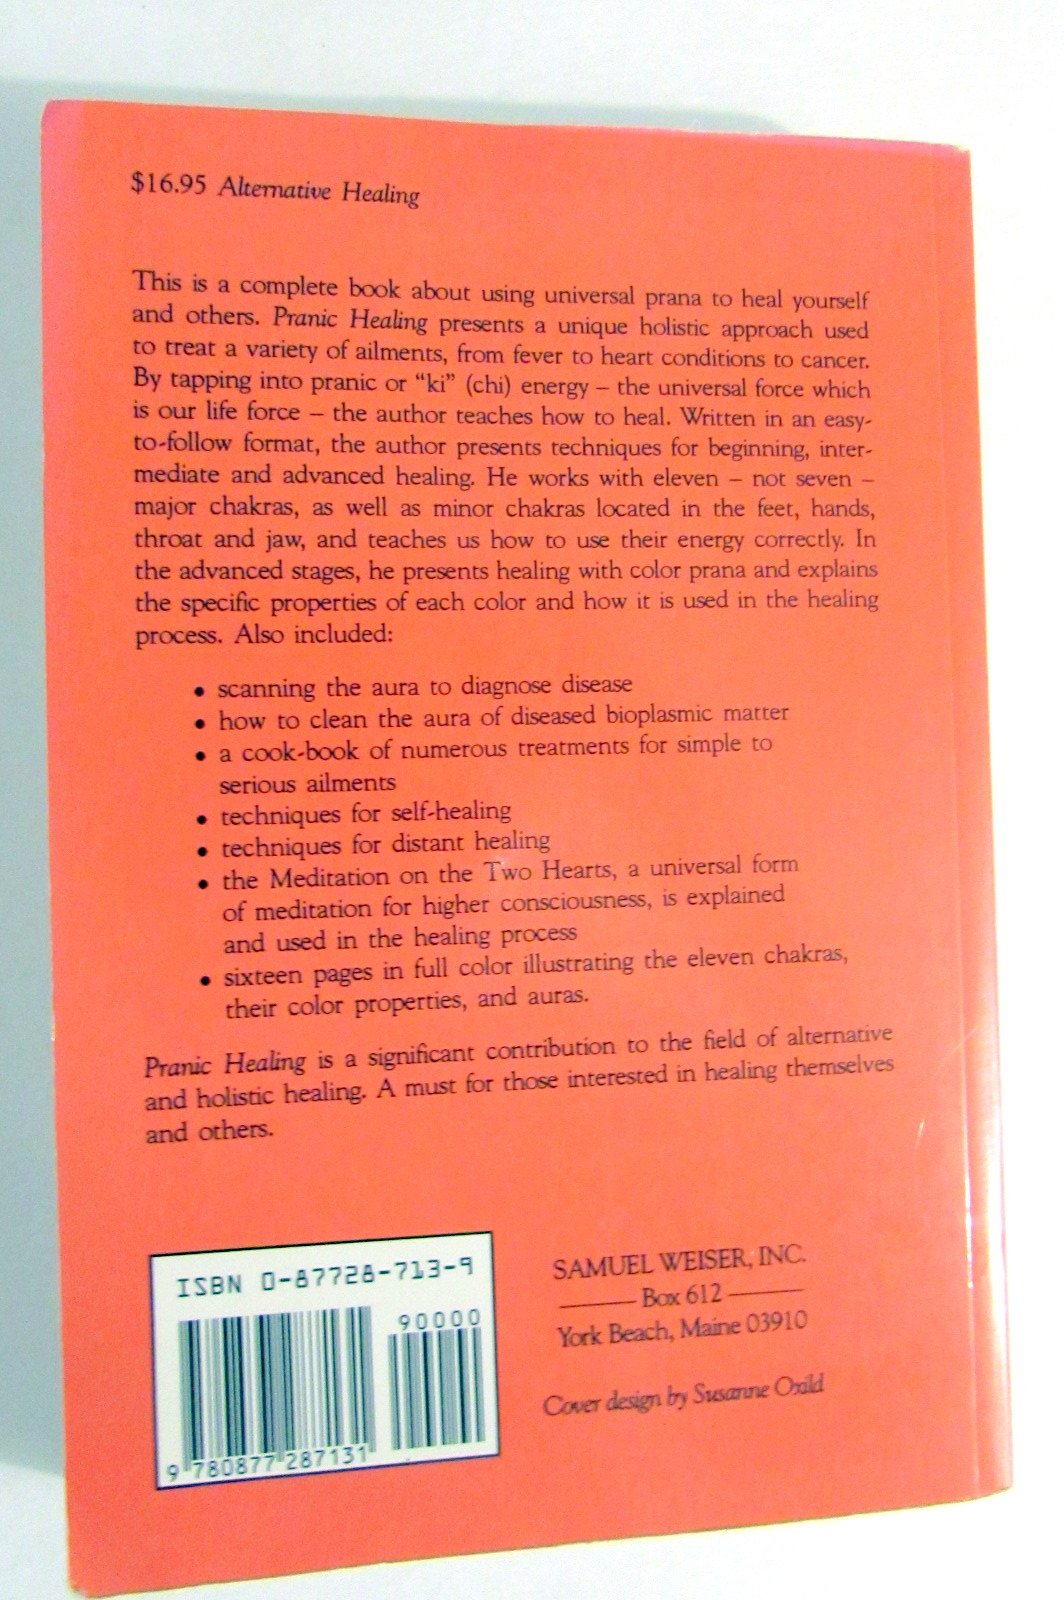 $16.95 Alternative Healing
This is a complete book about using universal prana to heal yourself
and others. Pranic Healing presents a unique holistic approach used
to treat a variety of ailments, from fever to heart conditions to cancer.
By tapping into pranic or “ki” (chi) energy – the universal force which
is our life force – the author teaches how to heal. Written in an easy-
to-follow format, the author presents techniques for beginning, inter-
mediate and advanced healing. He works with eleven – not seven –
major chakras, as well as minor chakras located in the feet, hands,
throat and jaw, and teaches us how to use their energy correctly. In
the advanced stages, he presents healing with color prana and explains
the specific properties of each color and how it is used in the healing
process. Also included:
• scanning the aura to diagnose disease
• how to clean the aura of diseased bioplasmic matter
• a cook-book of numerous treatments for simple to
serious ailments
• techniques for self-healing
• techniques for distant healing
• the Meditation on the Two Hearts, a universal form
of meditation for higher consciousness, is explained
and used in the healing process
• sixteen pages in full color illustrating the eleven chakras,
their color properties, and auras.
Pranic Healing is a significant contribution to the field of alternative
and holistic healing. A must for those interested in healing themselves
and others.
ISBN 0-87728-713-9
90000
9 780877 287131
SAMUEL WEISER, INC.
Box 612
York Beach, Maine 03910
Cover design by Susanne Oxild